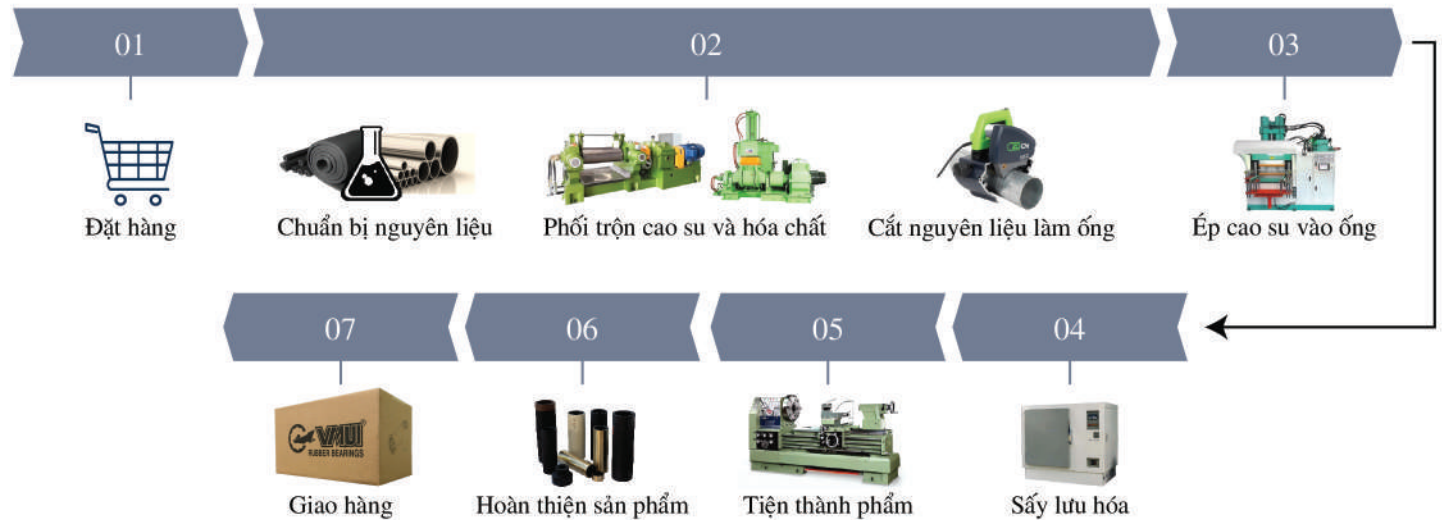 01
02
03
Đặt hàng
Chuẩn bị nguyên liệu
Phối trộn cao su và hóa chất
Cắt nguyên liệu làm ống
Ép cao su vào ống
07
06
05
04
RUBBER BEARINGS
Giao hàng
Hoàn thiện sản phẩm
Tiện thành phẩm
Sấy lưu hóa